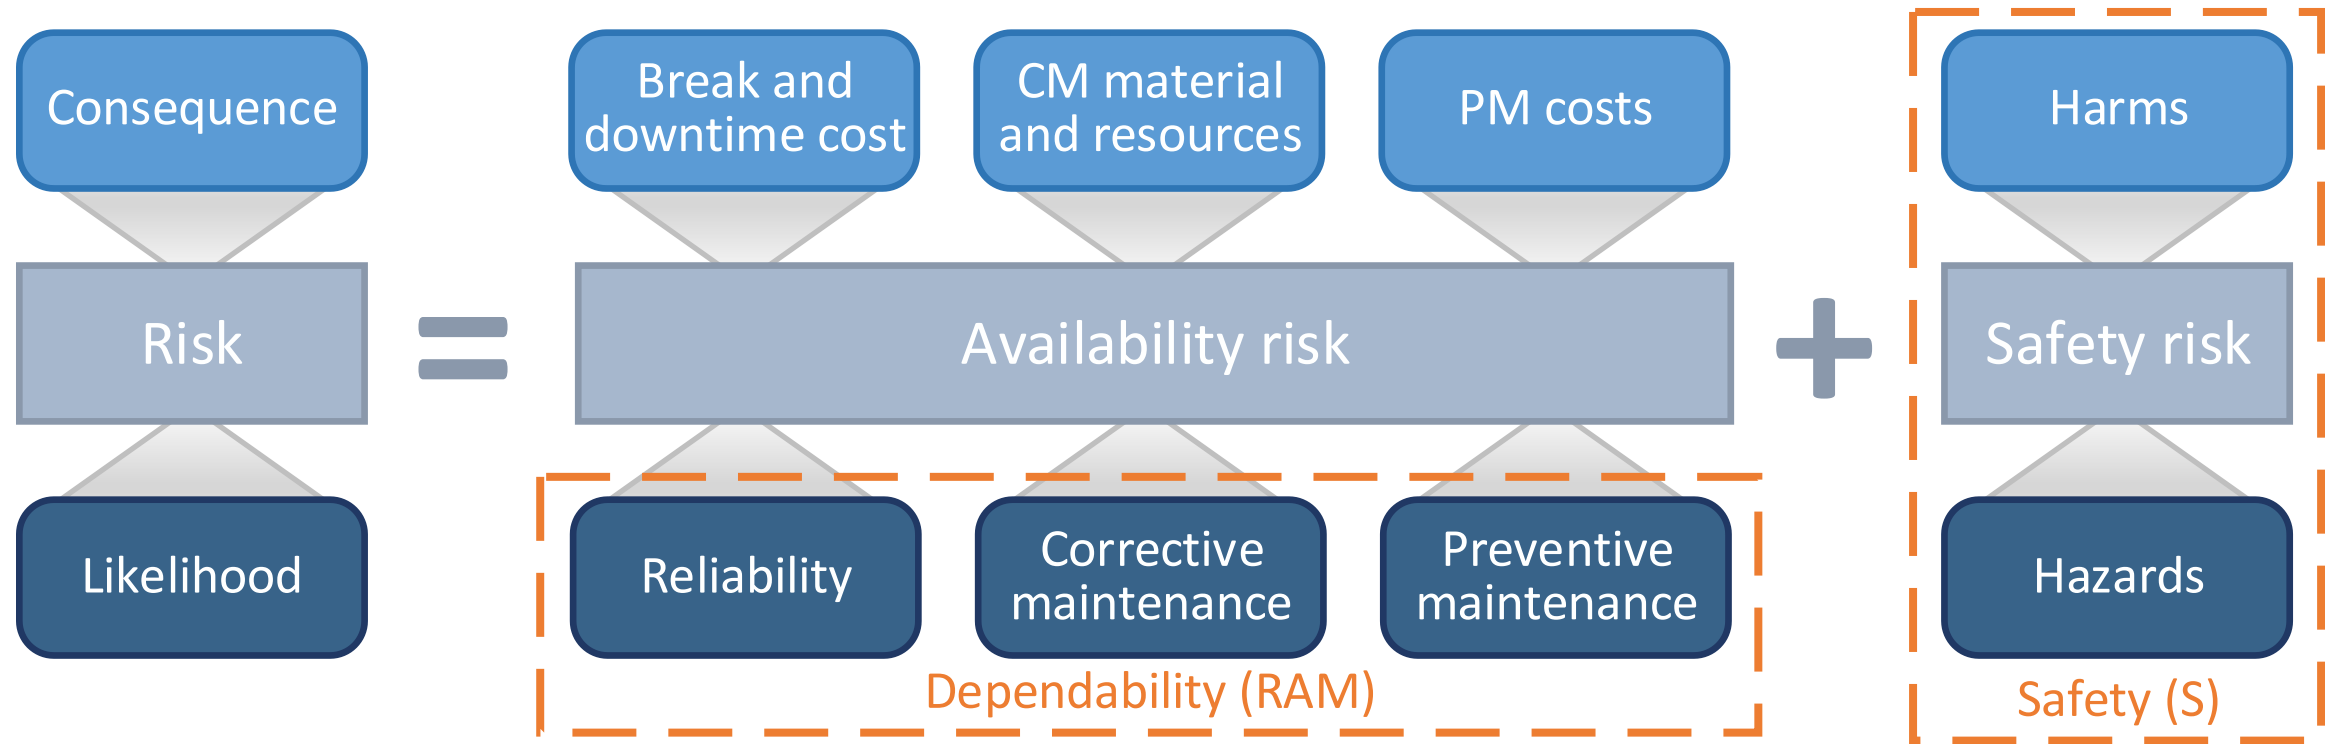 Consequence
Break and
downtime cost
CM material
and resources
PM costs
Harms
Risk
=
Availability risk
+
Safety risk
Likelihood
Reliability
Corrective
maintenance
Preventive
maintenance
Hazards
Dependability (RAM)
Safety (S)